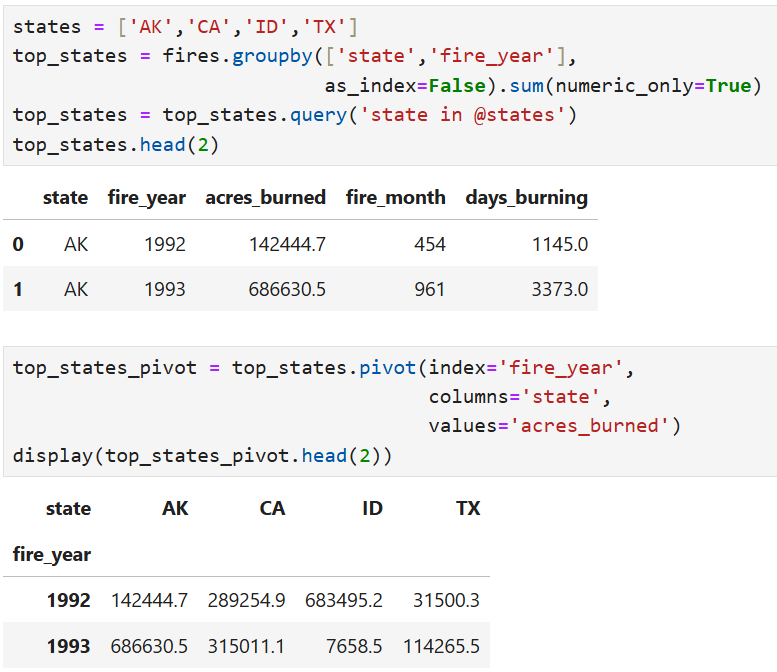 states = ['AK','CA','ID','TX']
top_states = fires.groupby(['state','fire_year'],
                           as_index=False).sum(numeric_only=True)
top_states = top_states.query('state in @states')
top_states.head(2)
state fire_year acres_burned fire_month days_burning
0 AK 1992 142444.7 454 1145.0
1 AK 1993 686630.5 961 3373.0
top_states_pivot = top_states.pivot(index='fire_year',
                                    columns='state',
                                    values='acres_burned')
display(top_states_pivot.head(2))
state AK CA ID TX
fire_year
1992 142444.7 289254.9 683495.2 31500.3
1993 686630.5 315011.1 7658.5 114265.5